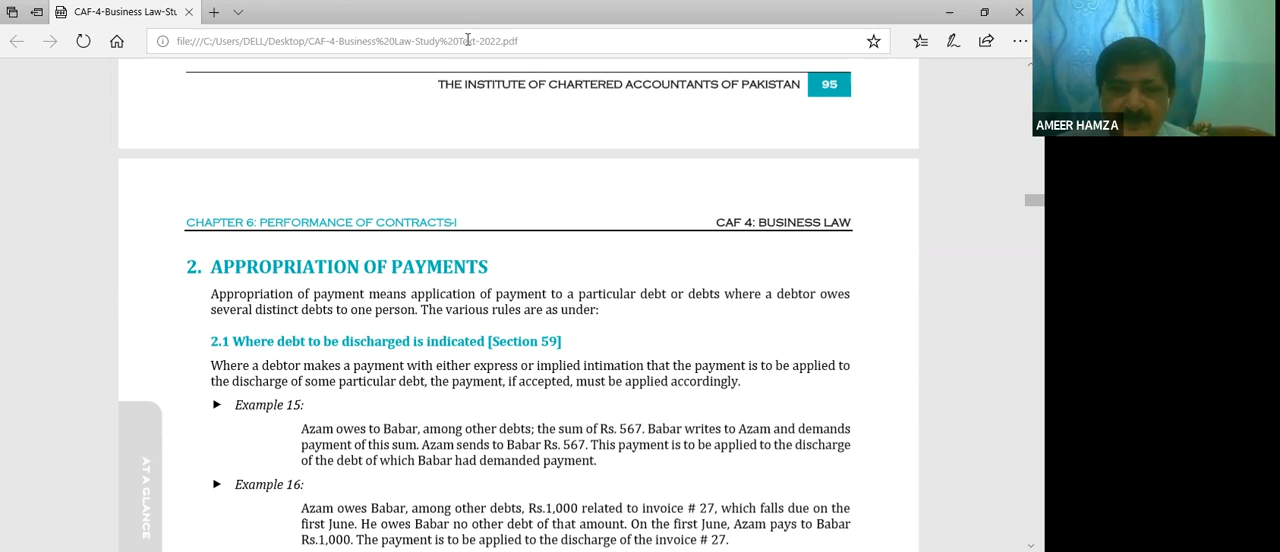 CAF-4-Business Law-Stu
file:///C:/Users/DELL/Desktop/CAF-4-Business%20Law-Study%20Text-2022.pdf
AMEER HAMZA
THE INSTITUTE OF CHARTERED ACCOUNTANTS OF PAKISTAN 95
CHAPTER 6: PERFORMANCE OF CONTRACTS-I CAF 4: BUSINESS LAW
2. APPROPRIATION OF PAYMENTS
Appropriation of payment means application of payment to a particular debt or debts where a debtor owes
several distinct debts to one person. The various rules are as under:
2.1 Where debt to be discharged is indicated [Section 59]
Where a debtor makes a payment with either express or implied intimation that the payment is to be applied to
the discharge of some particular debt, the payment, if accepted, must be applied accordingly.
Example 15:
Azam owes to Babar, among other debts; the sum of Rs. 567. Babar writes to Azam and demands
payment of this sum. Azam sends to Babar Rs. 567. This payment is to be applied to the discharge
of the debt of which Babar had demanded payment.
Example 16:
Azam owes Babar, among other debts, Rs.1,000 related to invoice # 27, which falls due on the
first June. He owes Babar no other debt of that amount. On the first June, Azam pays to Babar
Rs.1,000. The payment is to be applied to the discharge of the invoice # 27.
AT A GLANCE